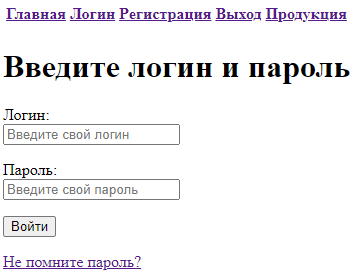 Главная Логин Регистрация Выход Продукция
Введите логин и пароль
Логин:
Введите свой логин
Пароль:
Введите свой пароль
Войти
Не помните пароль?